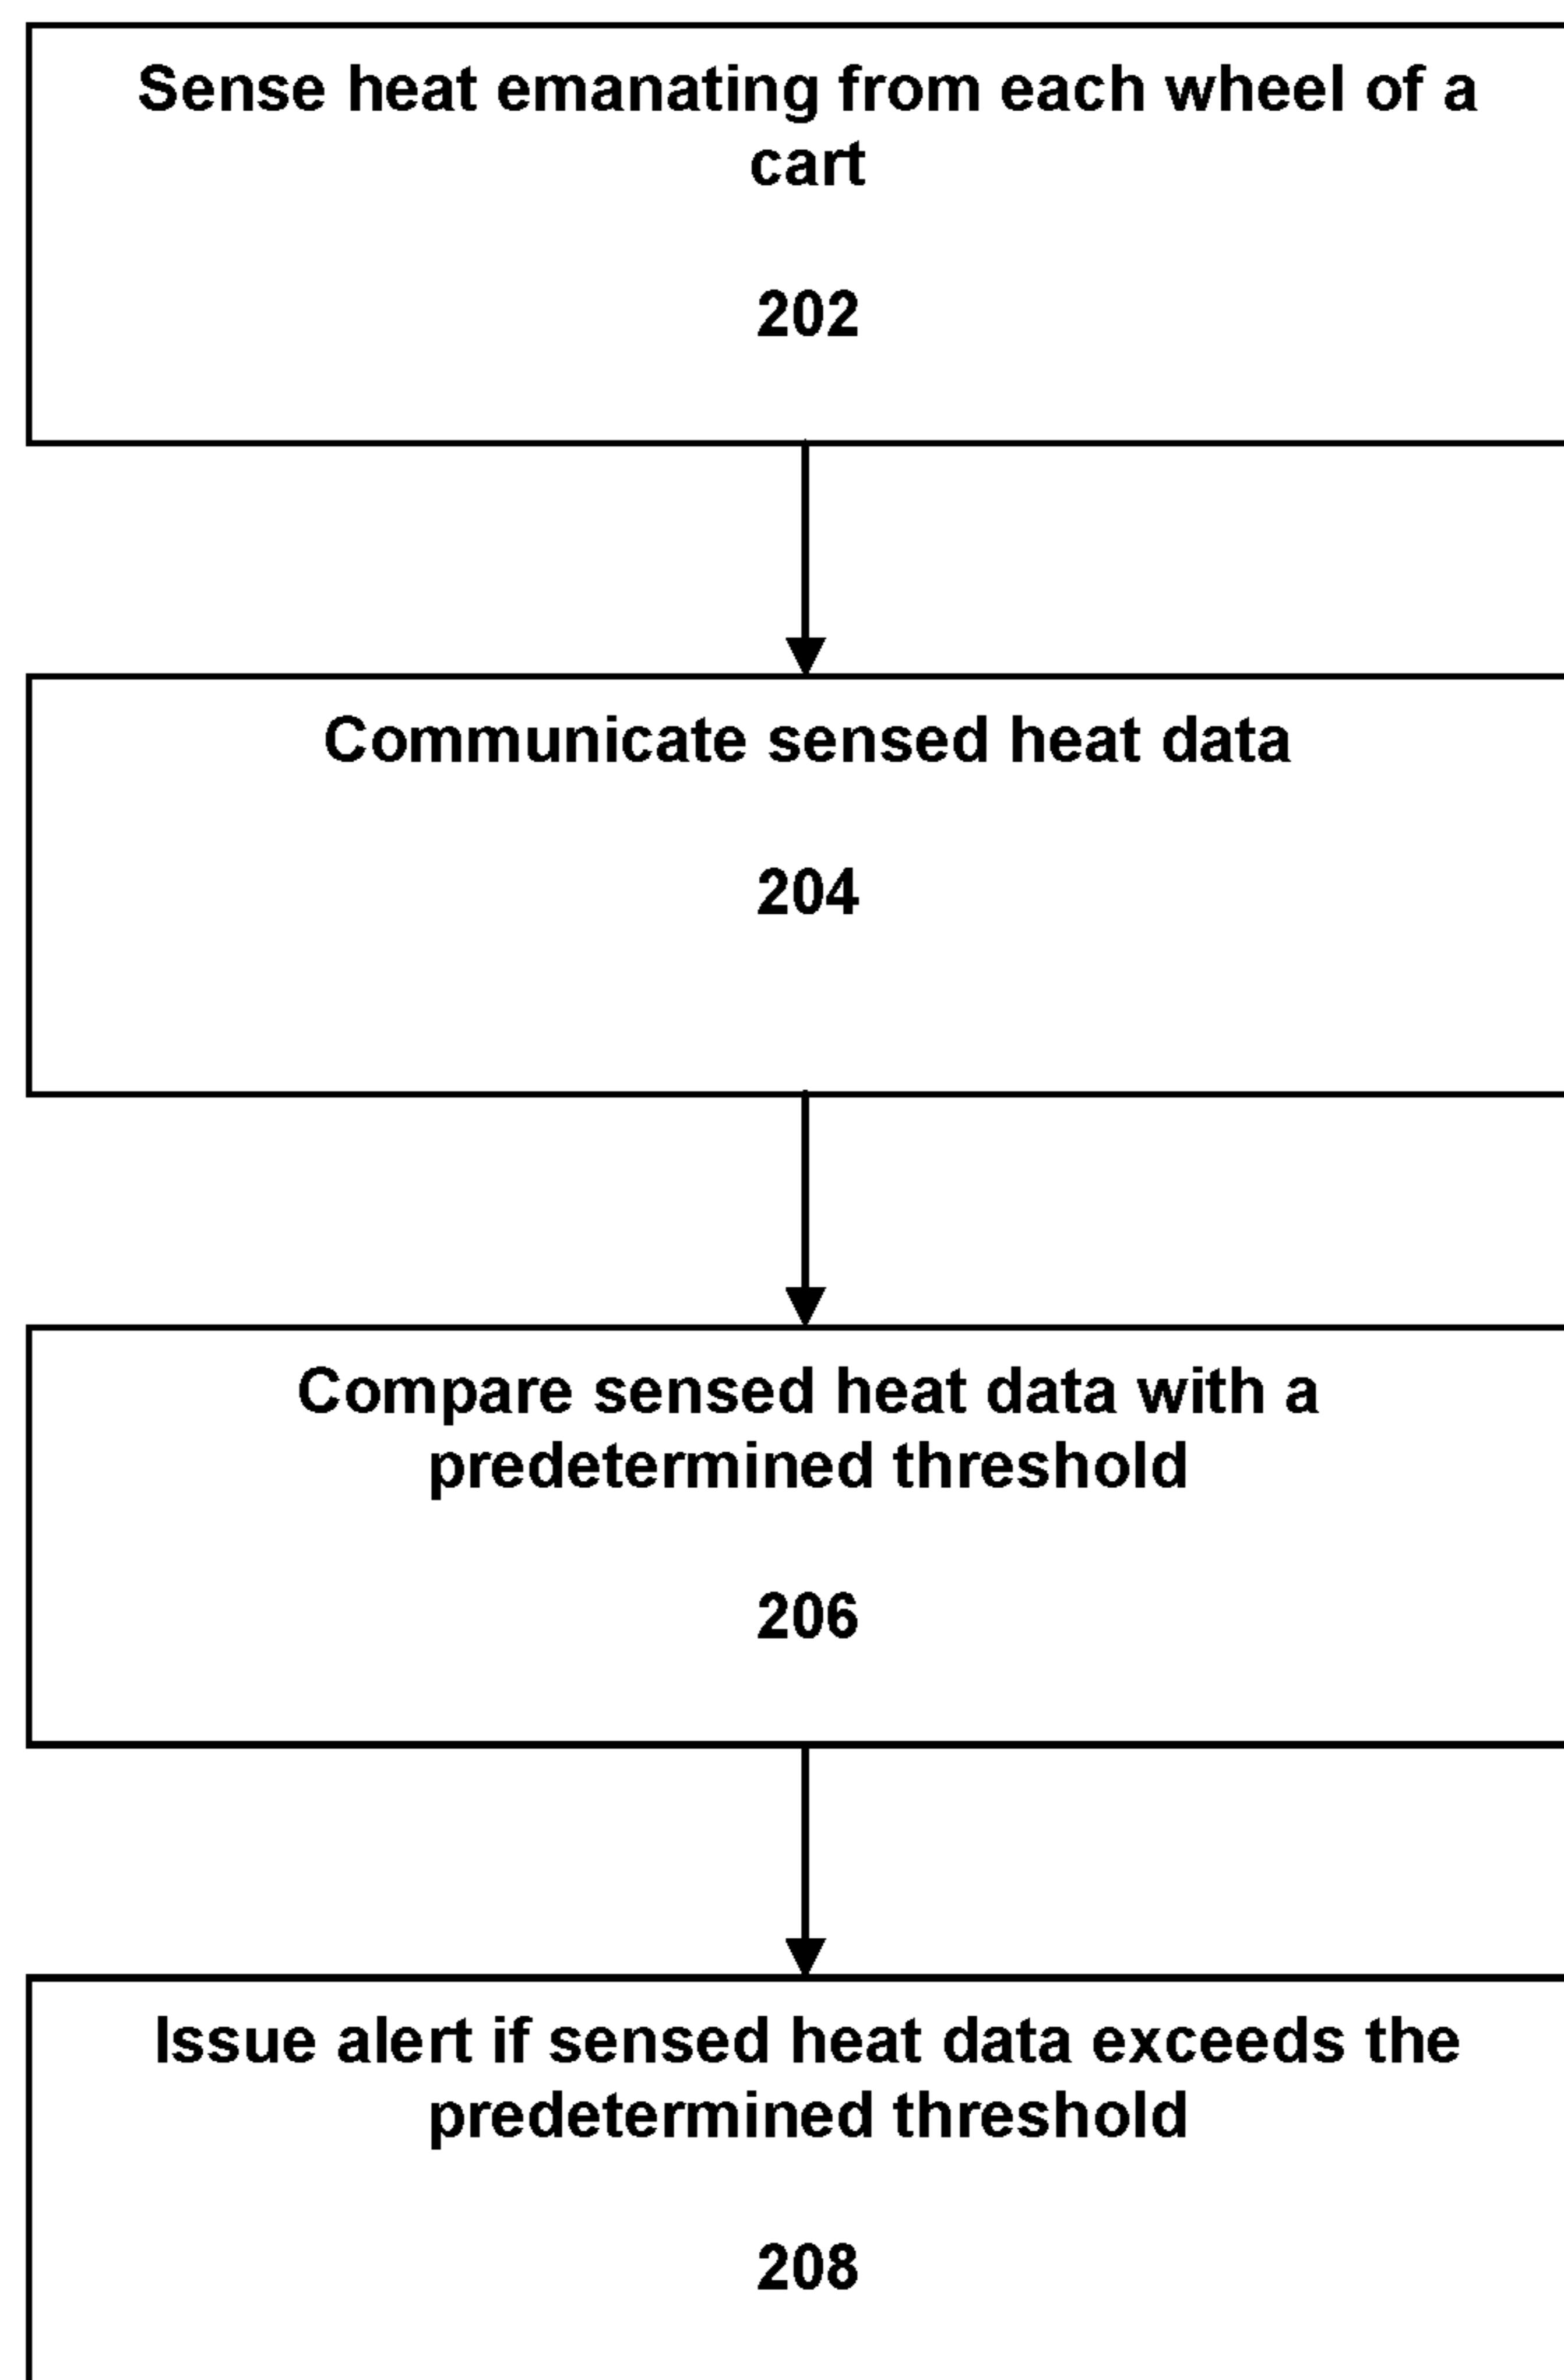 Sense heat emanating from each wheel of a
cart
202
Communicate sensed heat data
204
Compare sensed heat data with a
predetermined threshold
206
Issue alert if sensed heat data exceeds the
predetermined threshold
208